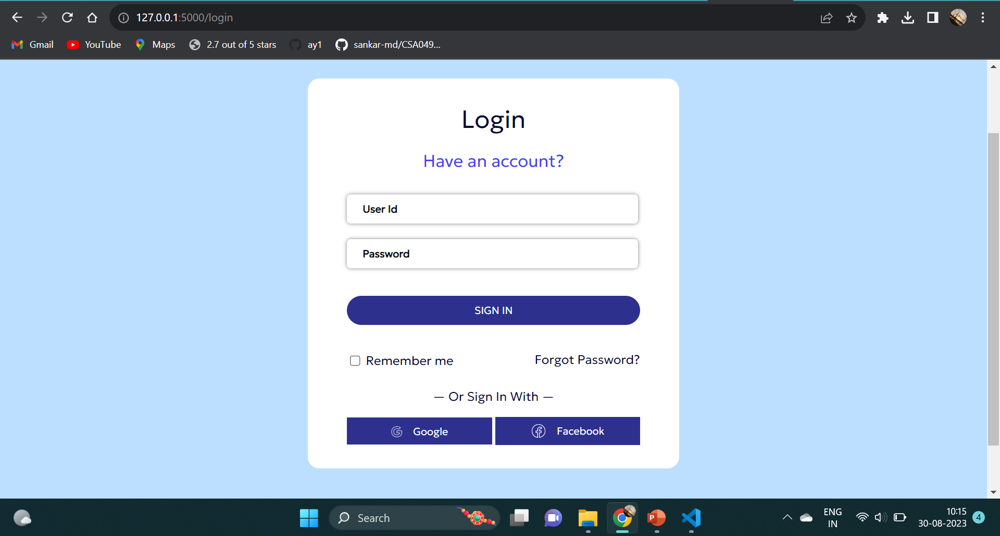 127.0.0.1:5000/login
Gmail YouTube Maps 2.7 out of 5 stars ay1 sankar-md/CSA049...
Login
Have an account?
User Id
Password
SIGN IN
Remember me Forgot Password?
— Or Sign In With —
Google Facebook
Search
P
ENG
IN
10:15
30-08-2023
4